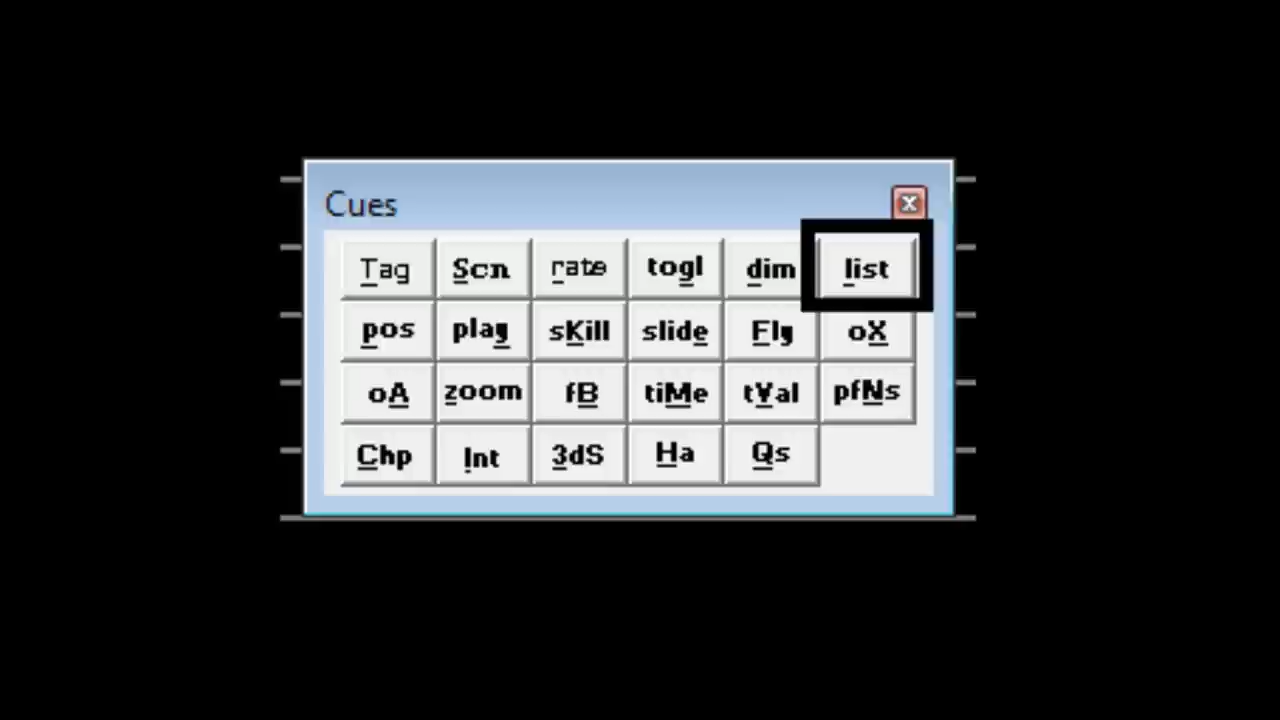 Cues
Tag Scn rate togl dim list
pos play sKill slide Fly oX
oA zoom fB tiMe tVal pfNs
Chp Int 3dS Ha Qs